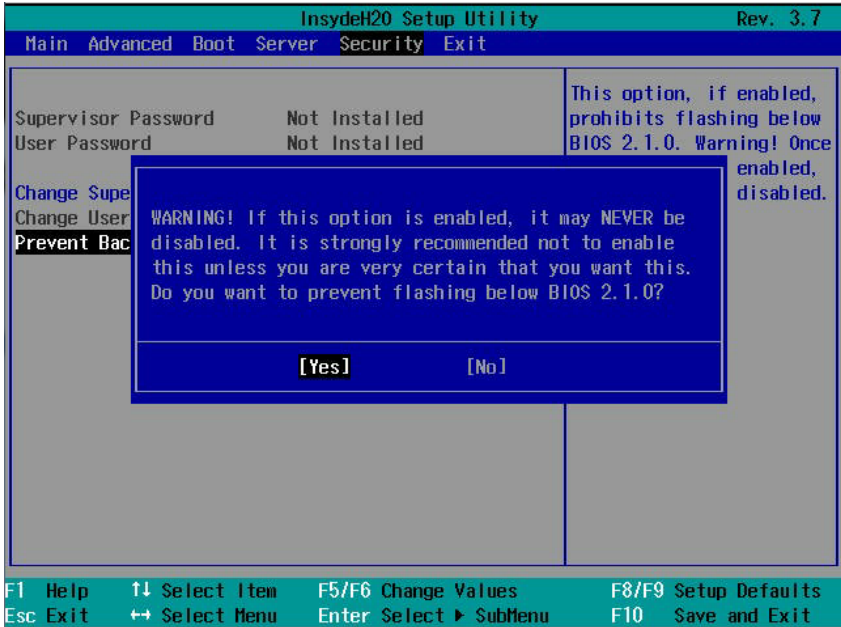 InsydeH20 Setup Utility Rev. 3.7
Main Advanced Boot Server Security Exit
Supervisor Password Not Installed
User Password Not Installed
Change Supe
Change User
Prevent Bac
This option, if enabled,
prohibits flashing below
BIOS 2.1.0. Warning! Once
enabled,
disabled.
WARNING! If this option is enabled, it may NEVER be
disabled. It is strongly recommended not to enable
this unless you are very certain that you want this.
Do you want to prevent flashing below BIOS 2.1.0?
[Yes] [No]
F1 Help ↑↓ Select Item F5/F6 Change Values F8/F9 Setup Defaults
Esc Exit ↔ Select Menu Enter Select ▶ SubMenu F10 Save and Exit